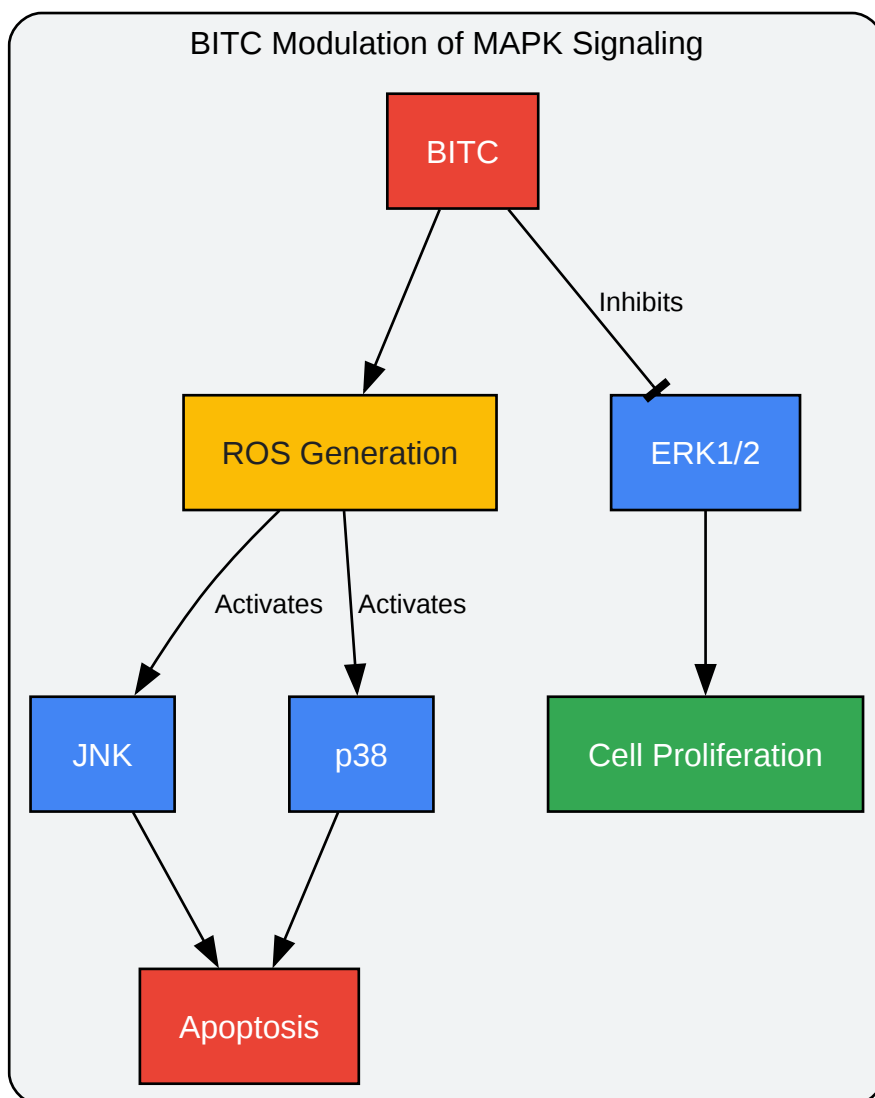 BITC Modulation of MAPK Signaling
BITC
Inhibits
ROS Generation
ERK1/2
Activates
Activates
JNK
p38
Cell Proliferation
Apoptosis